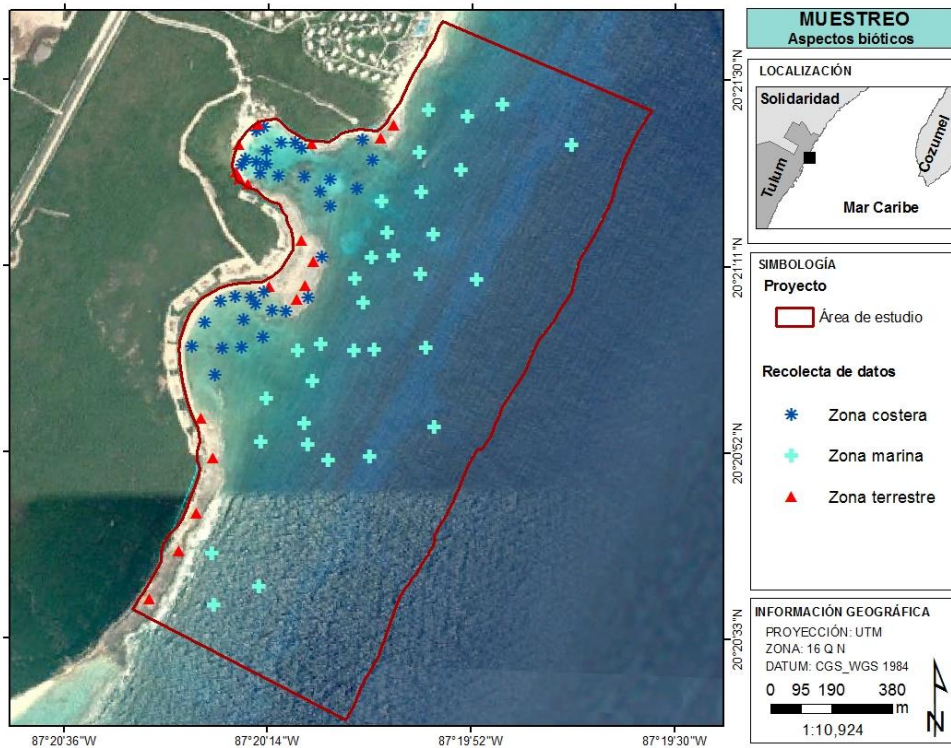 MUESTREO
Aspectos bióticos
LOCALIZACIÓN
Solidaridad
Tulum
Cozumel
Mar Caribe
SIMBOLOGÍA
Proyecto
Área de estudio
Recolecta de datos
Zona costera
Zona marina
Zona terrestre
INFORMACIÓN GEOGRÁFICA
PROYECCIÓN: UTM
ZONA: 16 Q N
DATUM: CGS_WGS 1984
0 95 190 380
m
1:10,924
N
20°21'30"N
20°21'11"N
20°20'52"N
20°20'33"N
87°20'36"W 87°20'14"W 87°19'52"W 87°19'30"W